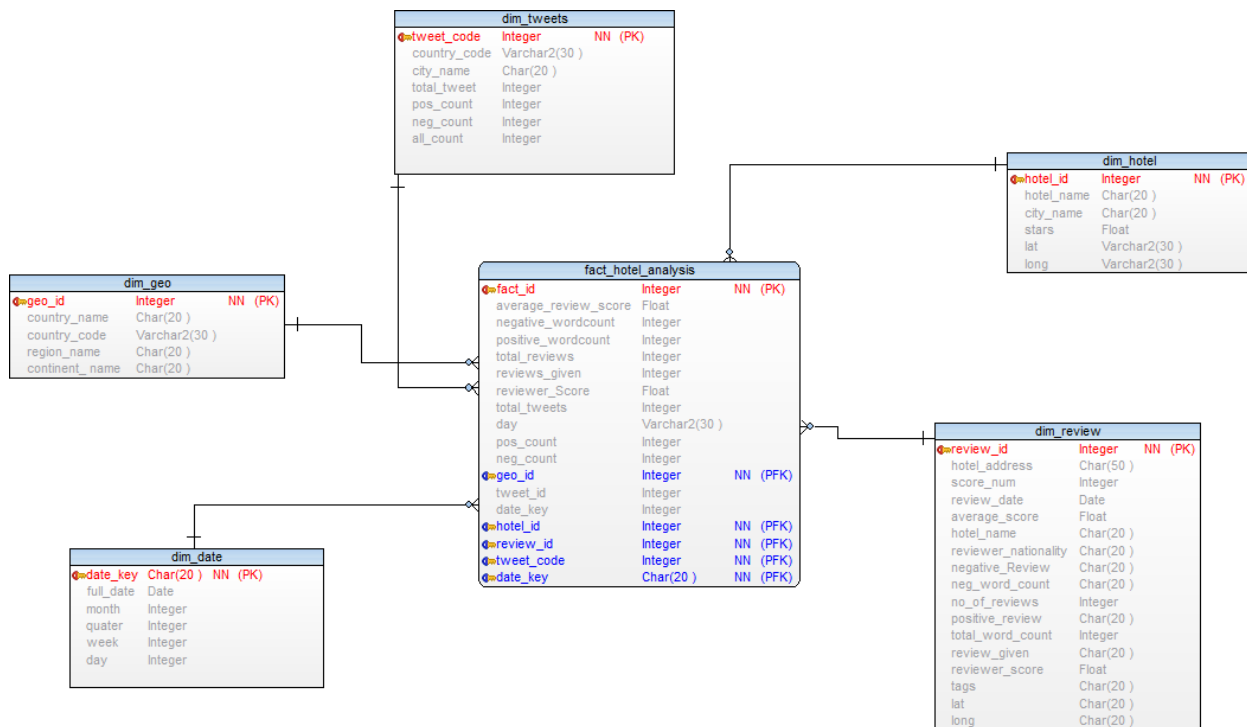 dim_tweets
tweet_code Integer NN (PK)
country_code Varchar2(30 )
city_name Char(20 )
total_tweet Integer
pos_count Integer
neg_count Integer
all_count Integer
dim_hotel
hotel_id Integer NN (PK)
hotel_name Char(20 )
city_name Char(20 )
stars Float
lat Varchar2(30 )
long Varchar2(30 )
dim_geo
geo_id Integer NN (PK)
country_name Char(20 )
country_code Varchar2(30 )
region_name Char(20 )
continent_ name Char(20 )
fact_hotel_analysis
fact_id Integer NN (PK)
average_review_score Float
negative_wordcount Integer
positive_wordcount Integer
total_reviews Integer
reviews_given Integer
reviewer_Score Float
total_tweets Integer
day Varchar2(30 )
pos_count Integer
neg_count Integer
geo_id Integer NN (PFK)
tweet_id Integer
date_key Integer
hotel_id Integer NN (PFK)
review_id Integer NN (PFK)
tweet_code Integer NN (PFK)
date_key Char(20 ) NN (PFK)
dim_review
review_id Integer NN (PK)
hotel_address Char(50 )
score_num Integer
review_date Date
average_score Float
hotel_name Char(20 )
reviewer_nationality Char(20 )
negative_Review Char(20 )
neg_word_count Char(20 )
no_of_reviews Integer
positive_review Char(20 )
total_word_count Integer
review_given Char(20 )
reviewer_score Float
tags Char(20 )
lat Char(20 )
long Char(20 )
dim_date
date_key Char(20 ) NN (PK)
full_date Date
month Integer
quater Integer
week Integer
day Integer